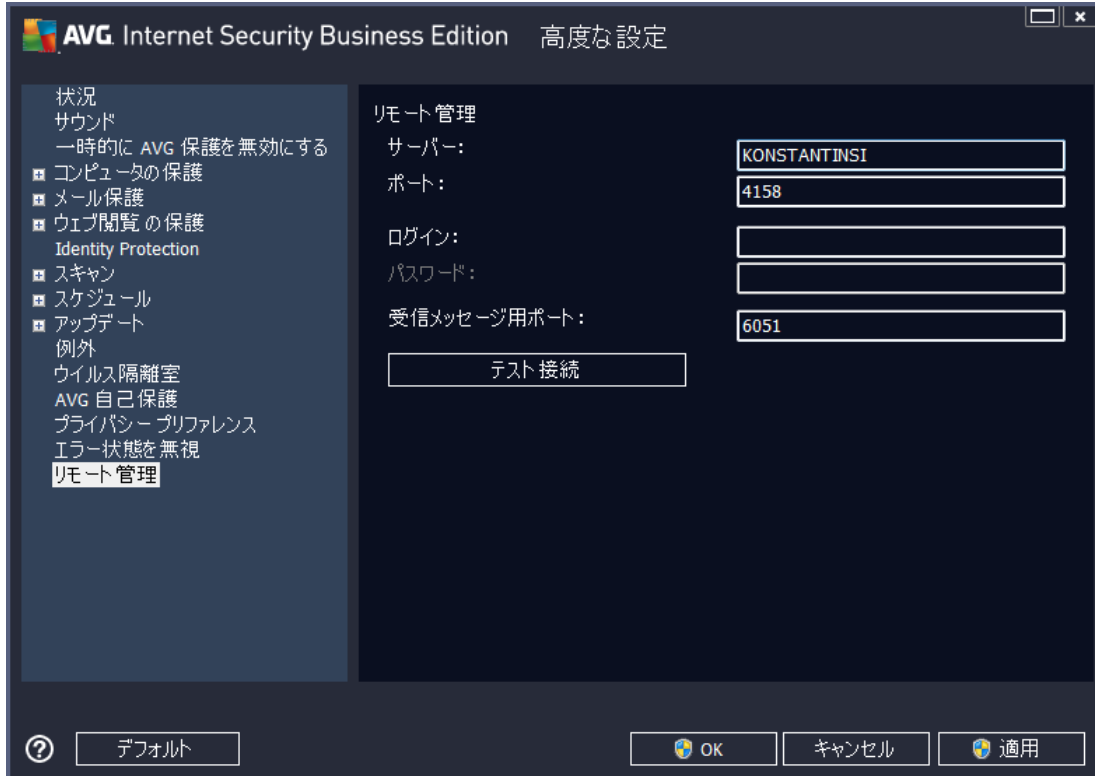 AVG. Internet Security Business Edition 高度な設定
状況
サウンド
一時的に AVG 保護を無効にする
コンピュータの保護
メール保護
ウェブ閲覧 の保護
Identity Protection
スキャン
スケジュール
アップデート
例外
ウイルス隔離室
AVG 自己保護
プライバシー プリファレンス
エラー状態を無視
リモート管理
リモート管理
サーバー:
KONSTANTINSI
ポート:
4158
ログイン:
パスワード:
受信メッセージ用ポート:
6051
テスト接続
デフォルト
OK
キャンセル
適用